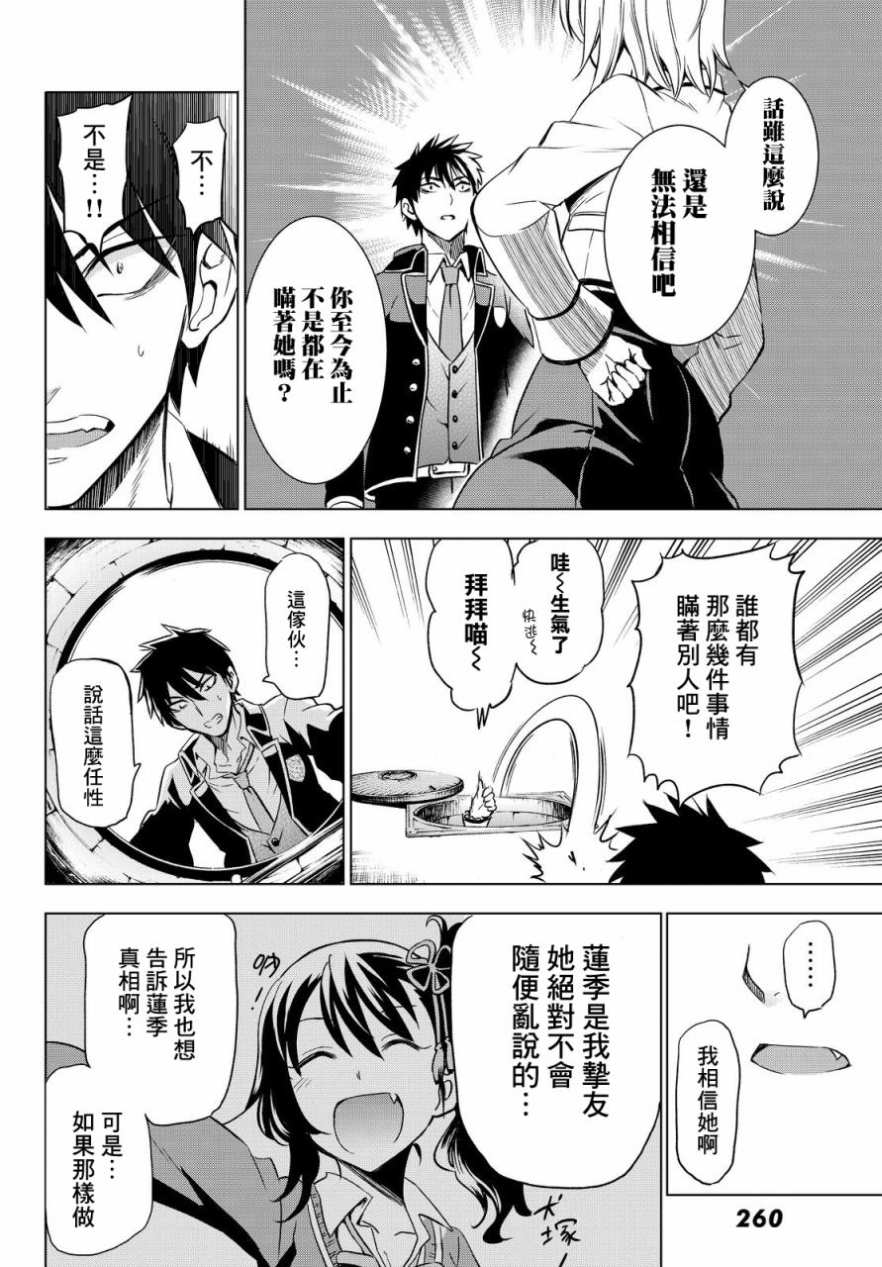 話雖這麼說
還是
無法相信吧
你至今為止
不是都在
瞞著她嗎？
不…
不是…!!
誰都有
那麼幾件事情
瞞著別人吧！
哇～生氣了
快逃～
拜拜喵～
這傢伙…
說話這麼任性
……
我相信她啊
蓮季是我摯友
她絕對不會
隨便亂說的…
犬塚
所以我也想
告訴蓮季
真相啊…
可是…
如果那樣做
260